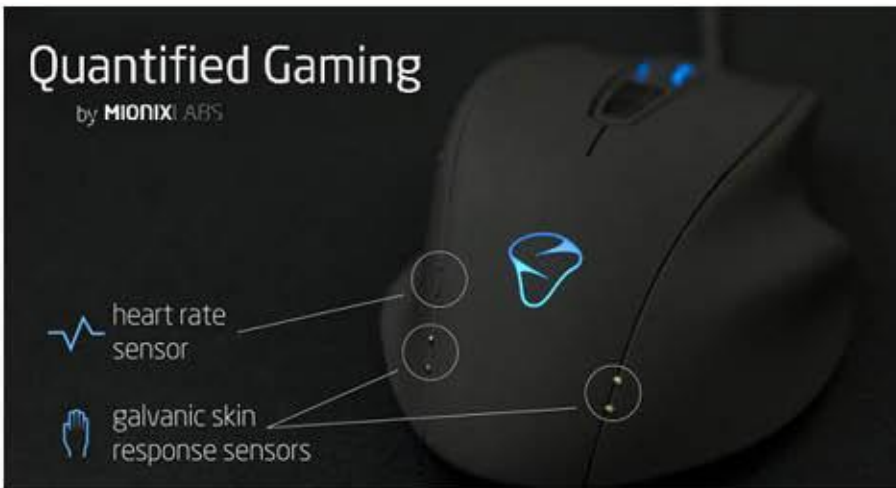 Quantified Gaming
by MIONIX LABS
heart rate
sensor
galvanic skin
response sensors